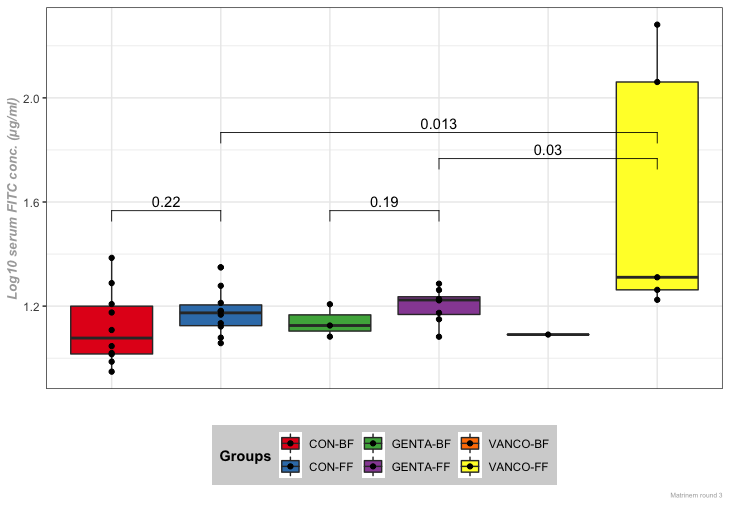 Log10 serum FITC conc. (µg/ml)
2.0
1.6
1.2
0.013
0.03
0.22
0.19
Groups
CON-BF
GENTA-BF
VANCO-BF
CON-FF
GENTA-FF
VANCO-FF
Matrinem round 3